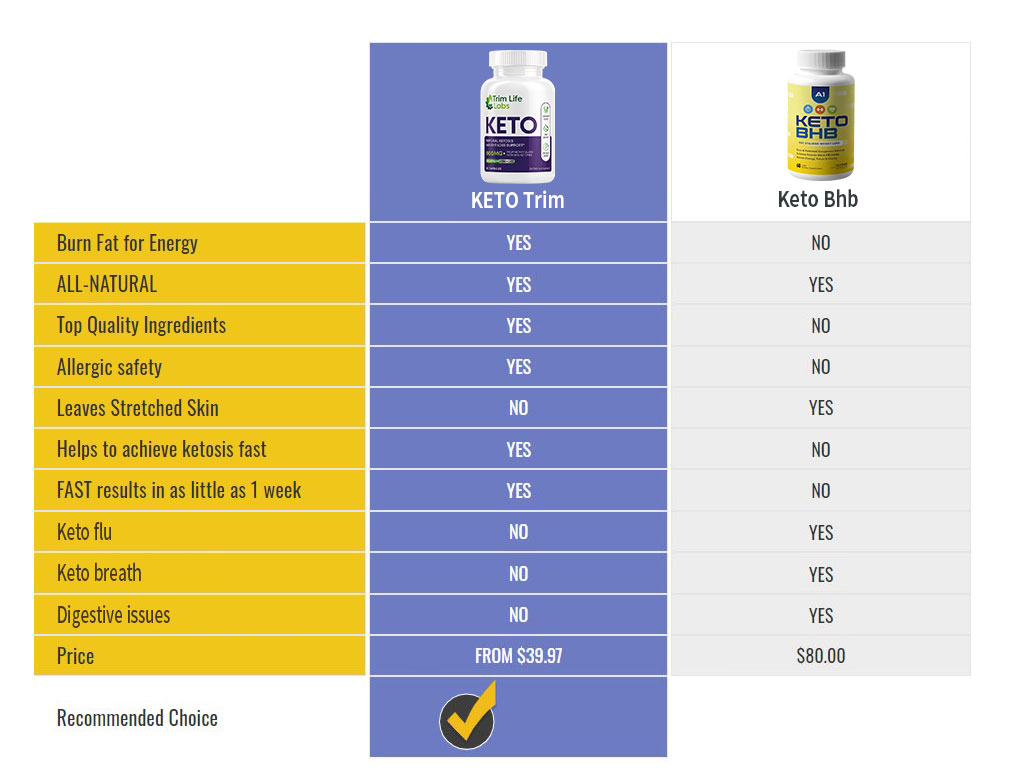 Trim Life
Labs
KETO
KETO Trim
A1
KETO
BHB
Keto Bhb
Burn Fat for Energy YES NO
ALL-NATURAL YES YES
Top Quality Ingredients YES NO
Allergic safety YES NO
Leaves Stretched Skin NO YES
Helps to achieve ketosis fast YES NO
FAST results in as little as 1 week YES NO
Keto flu NO YES
Keto breath NO YES
Digestive issues NO YES
Price FROM $39.97 $80.00
Recommended Choice